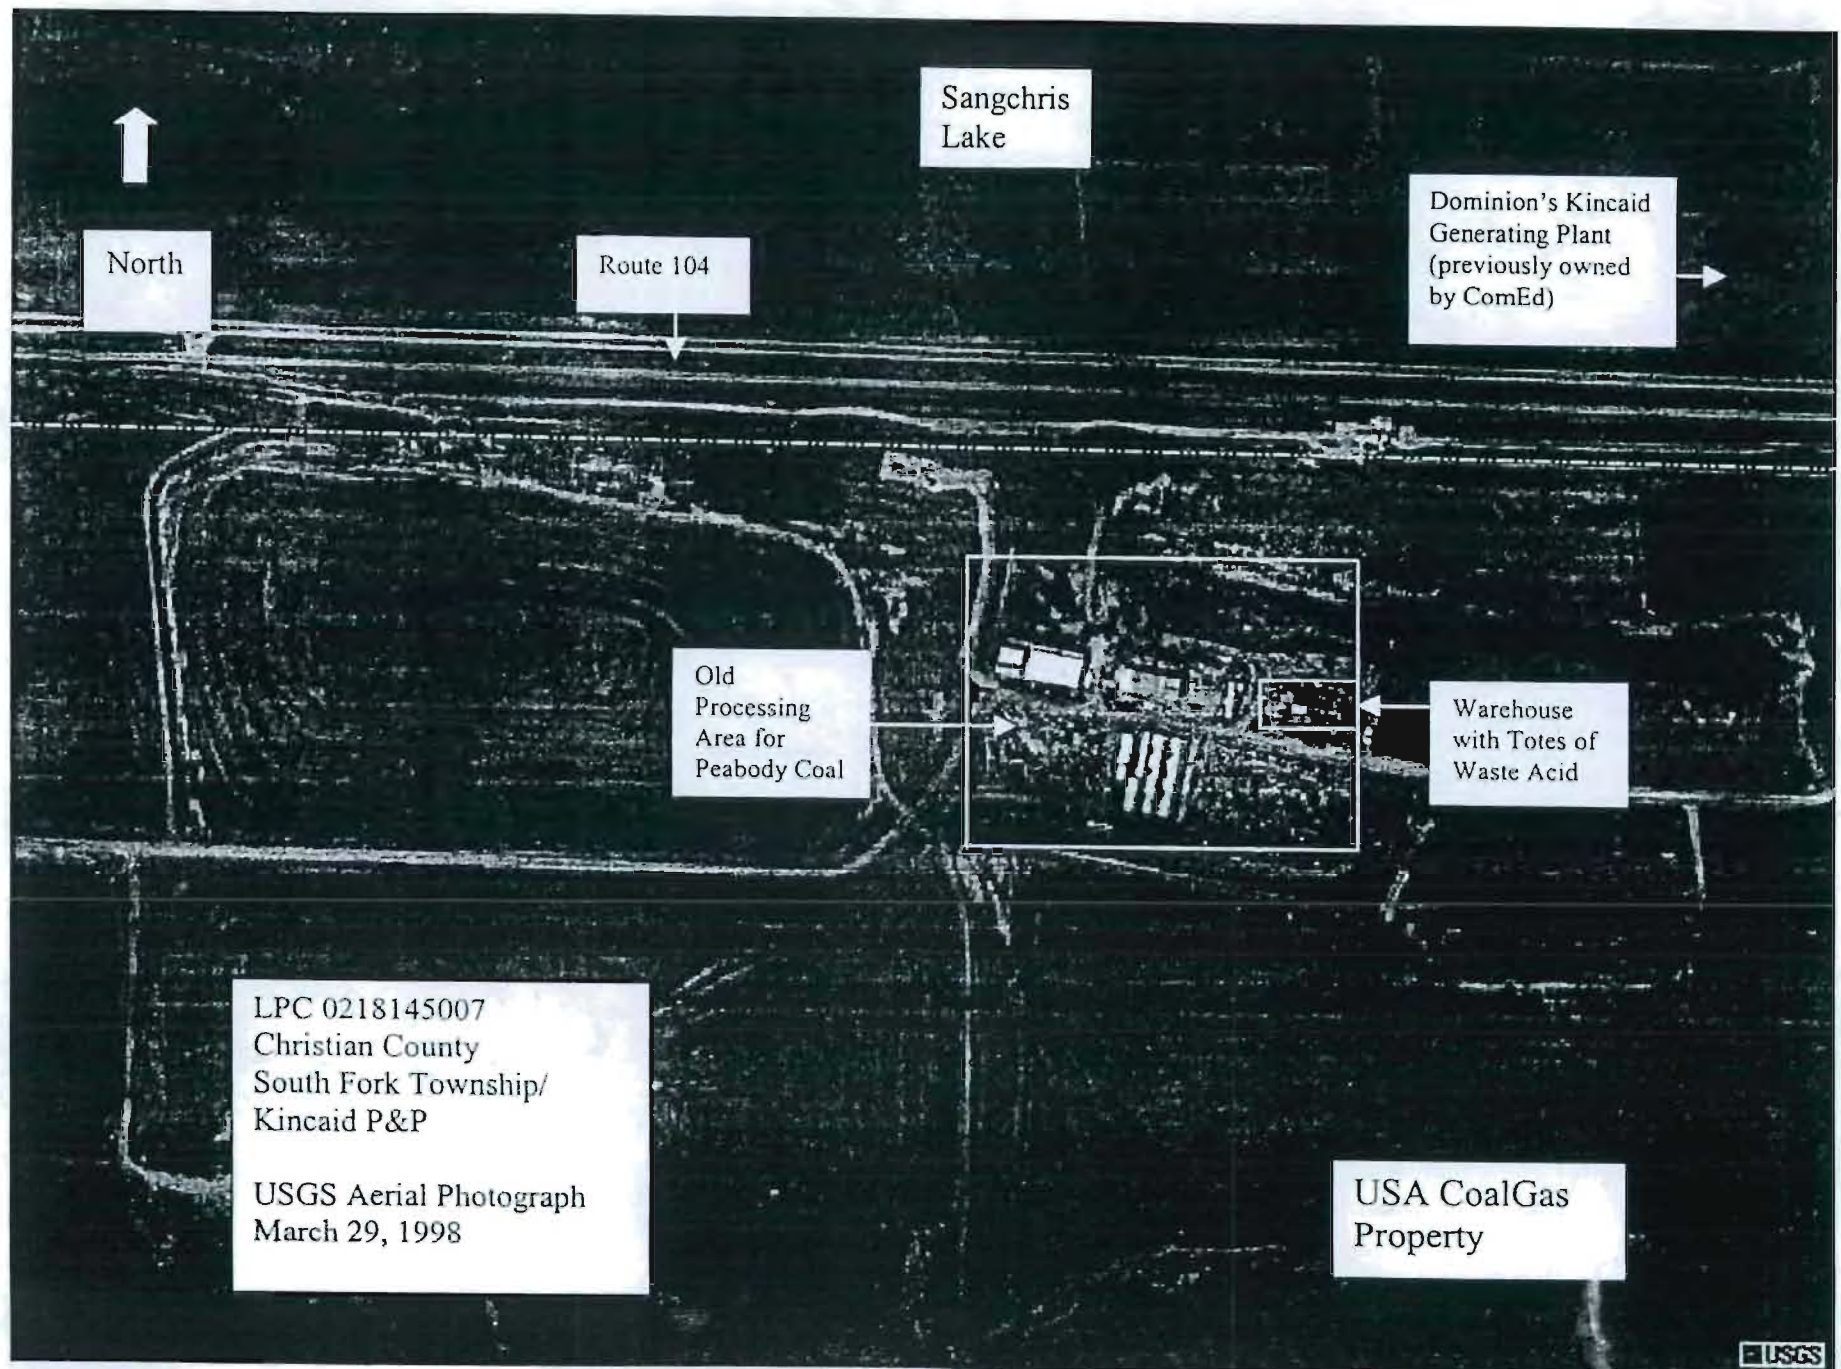 Sangchris
Lake
Dominion's Kincaid
Generating Plant
(previously owned
by ComEd)
North
Route 104
Old
Processing
Area for
Peabody Coal
Warehouse
with Totes of
Waste Acid
LPC 0218145007
Christian County
South Fork Township/
Kincaid P&P
USGS Aerial Photograph
March 29, 1998
USA CoalGas
Property
USGS